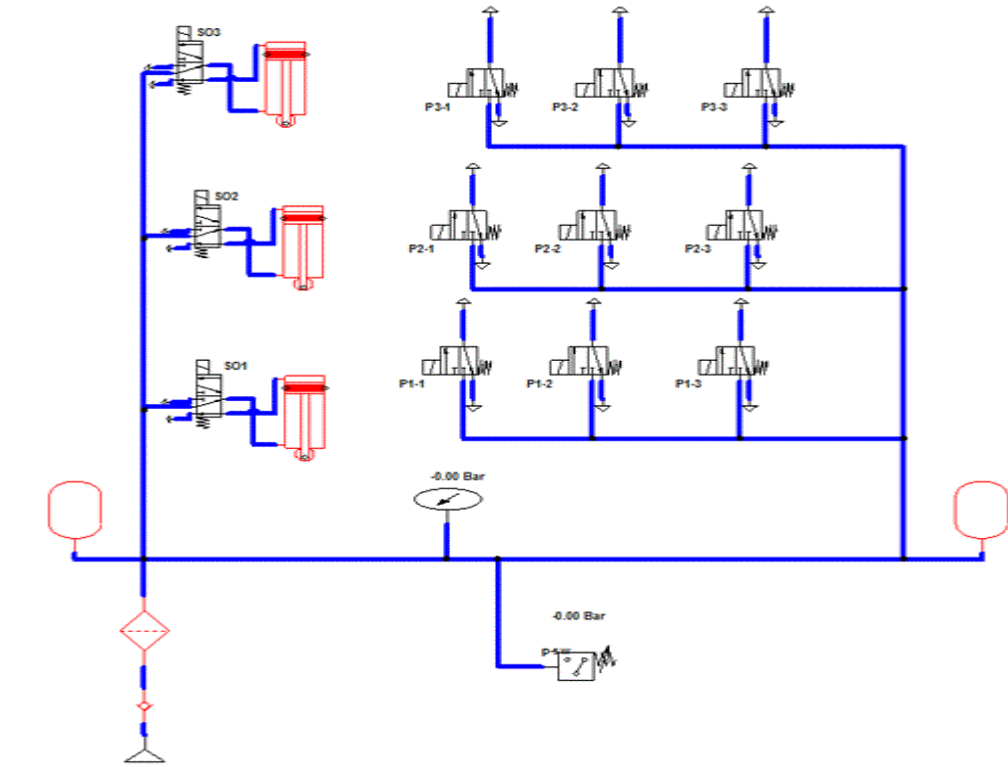 SO3
P3-1 P3-2 P3-3
SO2
P2-1 P2-2 P2-3
SO1
P1-1 P1-2 P1-3
-0.00 Bar
-0.00 Bar